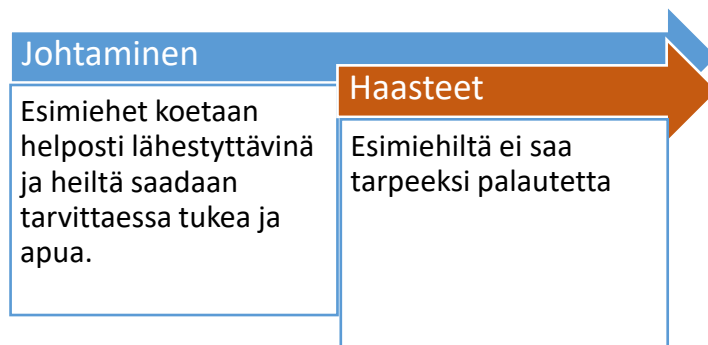 Johtaminen
Esimiehet koetaan
helposti lähestyttävinä
ja heiltä saadaan
tarvittaessa tukea ja
apua.
Haasteet
Esimiehiltä ei saa
tarpeeksi palautetta